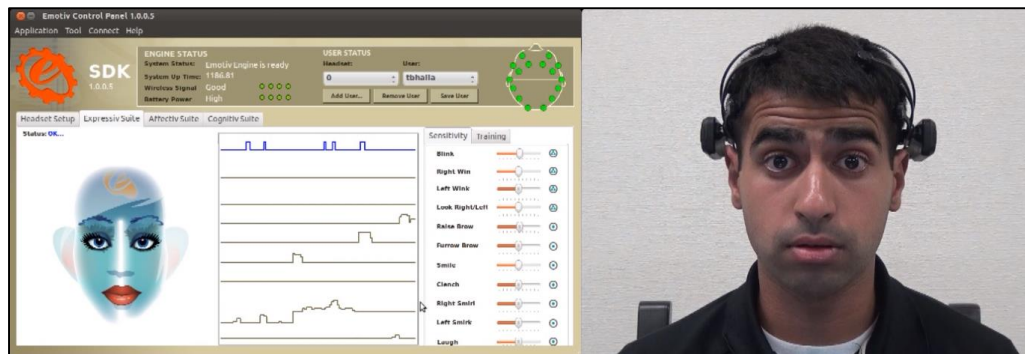 Emotiv Control Panel 1.0.0.5
Application Tool Connect Help
SDK
1.0.0.5
ENGINE STATUS
System Status: Emotiv Engine is ready
System Up Time: 1186.81
Wireless Signal Good
Battery Power High
USER STATUS
Headset: User:
0 tbhalla
Add User... Remove User Save User
Headset Setup Expressiv Suite Affectiv Suite Cognitiv Suite
Status: OK...
Sensitivity Training
Blink
Right Win
Left Wink
Look Right/Left
Raise Brow
Furrow Brow
Smile
Clench
Right Smirl
Left Smirk
Laugh